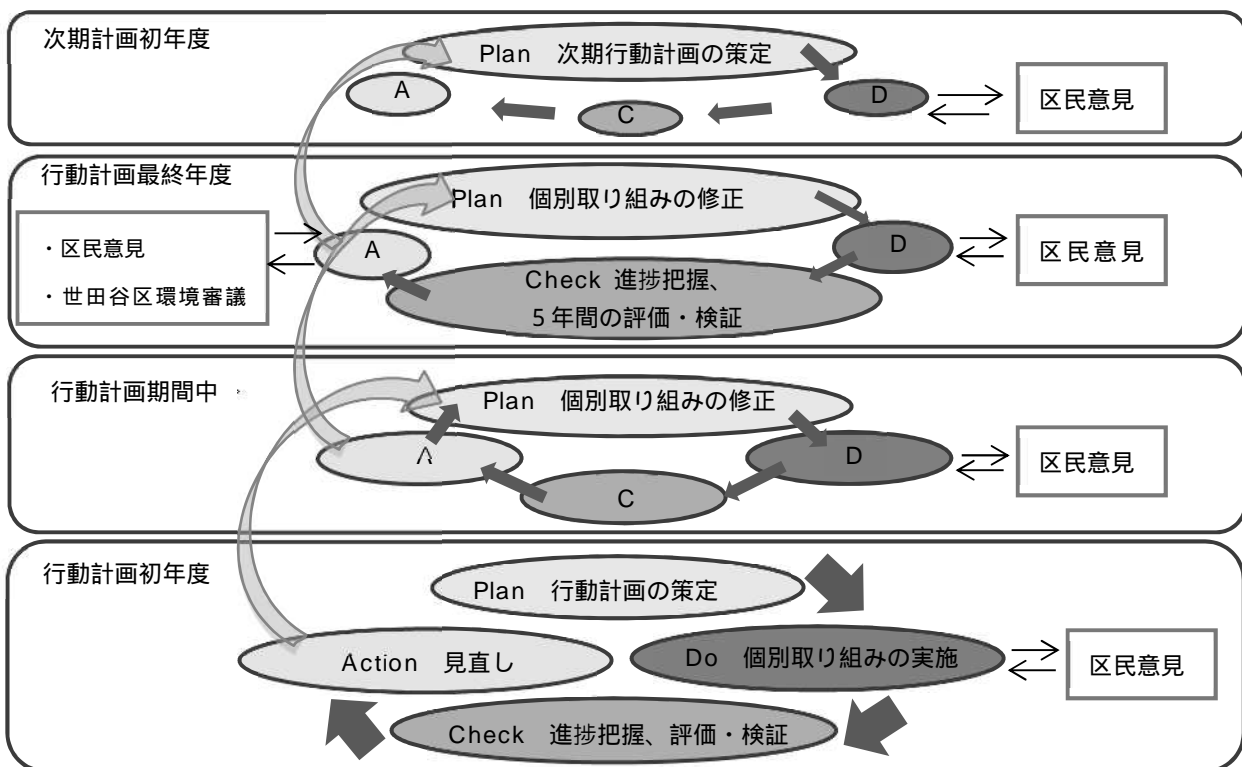 次期計画初年度
Plan 次期行動計画の策定
A
D
C
区民意見
行動計画最終年度
Plan 個別取り組みの修正
・区民意見
・世田谷区環境審議
A
D
区民意見
Check 進捗把握、
5年間の評価・検証
行動計画期間中
Plan 個別取り組みの修正
A
D
C
区民意見
行動計画初年度
Plan 行動計画の策定
Action 見直し
Do 個別取り組みの実施
区民意見
Check 進捗把握、評価・検証